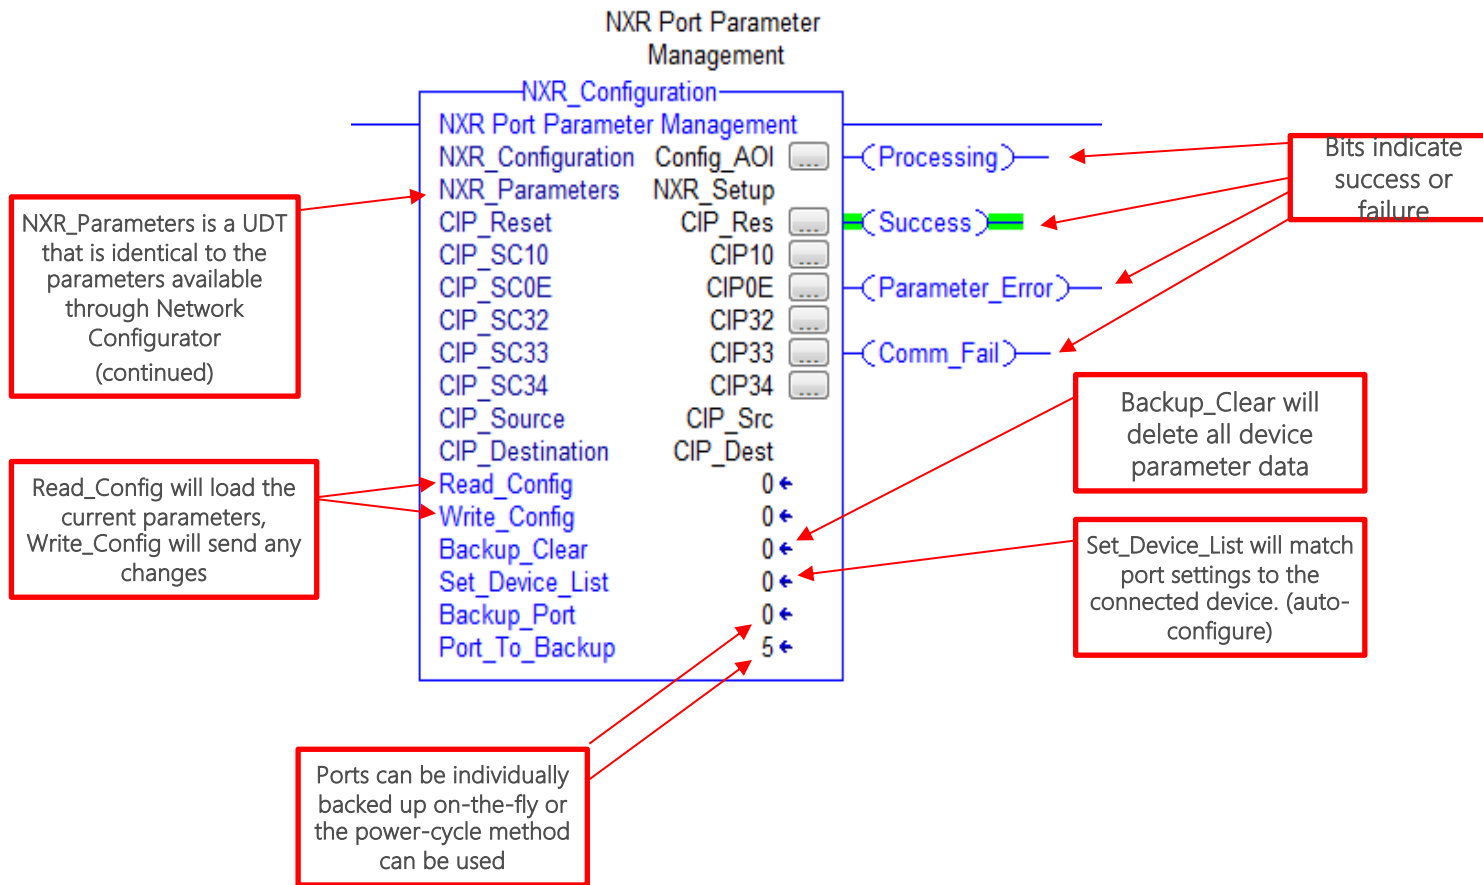 NXR Port Parameter
Management
NXR_Configuration
NXR Port Parameter Management
NXR_Configuration Config_AOI ...
NXR_Parameters NXR_Setup
CIP_Reset CIP_Res ...
CIP_SC10 CIP10 ...
CIP_SC0E CIP0E ...
CIP_SC32 CIP32 ...
CIP_SC33 CIP33 ...
CIP_SC34 CIP34 ...
CIP_Source CIP_Src
CIP_Destination CIP_Dest
Read_Config 0
Write_Config 0
Backup_Clear 0
Set_Device_List 0
Backup_Port 0
Port_To_Backup 5
(Processing)
(Success)
(Parameter_Error)
(Comm_Fail)
Bits indicate
success or
failure
NXR_Parameters is a UDT
that is identical to the
parameters available
through Network
Configurator
(continued)
Read_Config will load the
current parameters,
Write_Config will send any
changes
Backup_Clear will
delete all device
parameter data
Set_Device_List will match
port settings to the
connected device. (auto-
configure)
Ports can be individually
backed up on-the-fly or
the power-cycle method
can be used